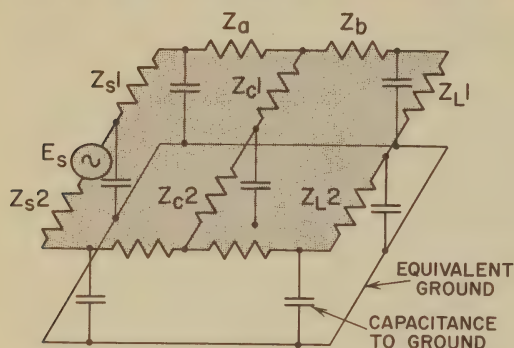 Za
Zb
Zs1
Zc1
ZL1
Es
Zs2
Zc2
ZL2
EQUIVALENT
GROUND
CAPACITANCE
TO GROUND